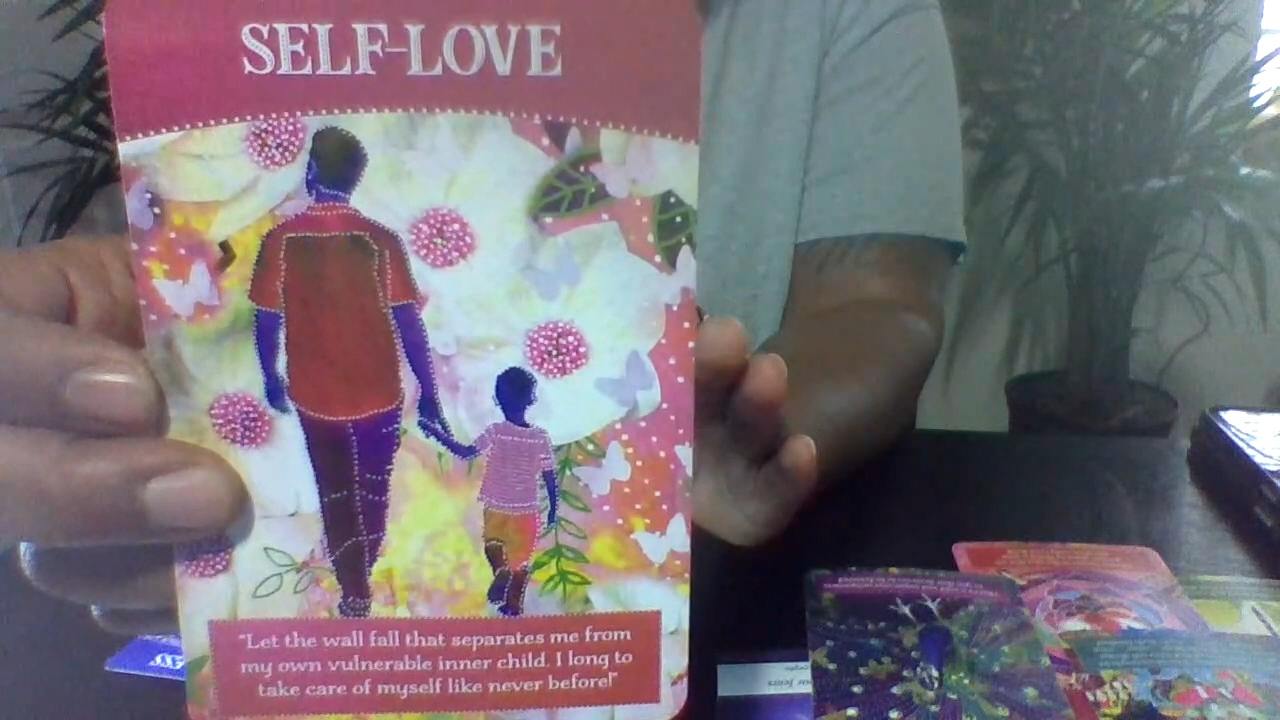 SELF-LOVE
"Let the wall fall that separates me from
my own vulnerable inner child. I long to
take care of myself like never before!"